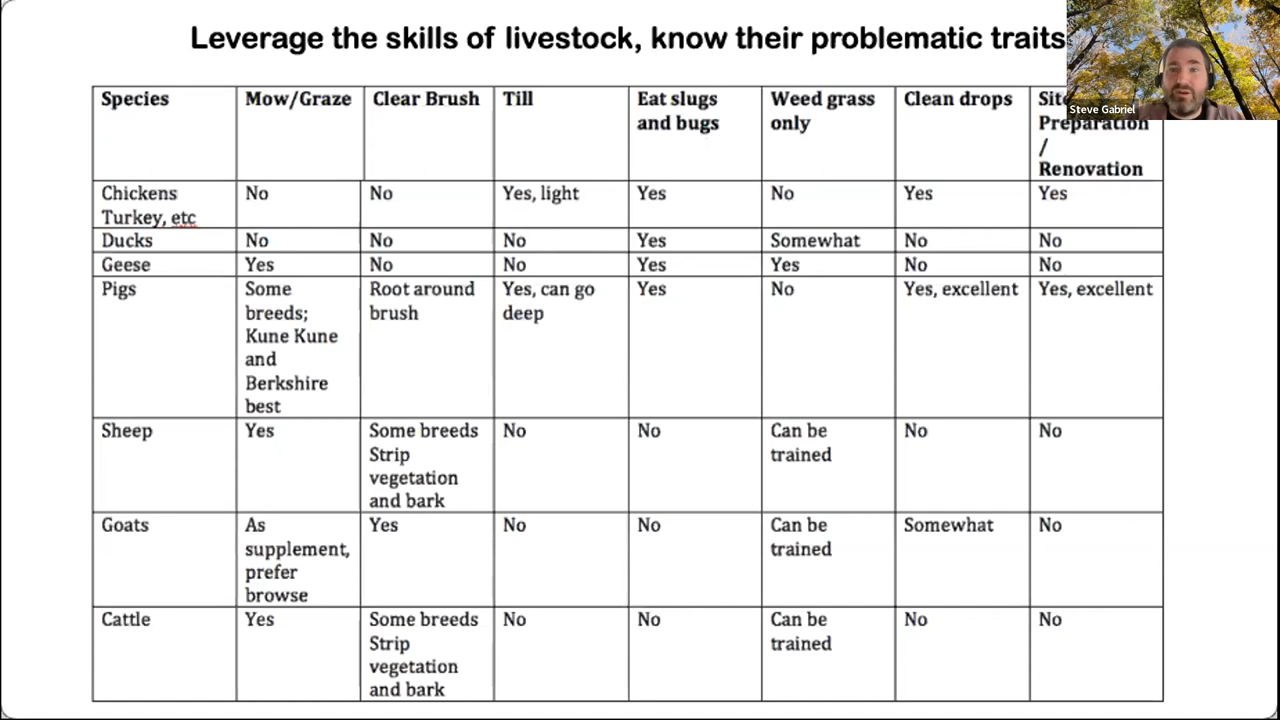 Leverage the skills of livestock, know their problematic traits
Steve Gabriel
Species Mow/Graze Clear Brush Till Eat slugs and bugs Weed grass only Clean drops Preparation / Renovation
Chickens Turkey, etc No No Yes, light Yes No Yes Yes
Ducks No No No Yes Somewhat No No
Geese Yes No No Yes Yes No No
Pigs Some breeds; Kune Kune and Berkshire best Root around brush Yes, can go deep Yes No Yes, excellent Yes, excellent
Sheep Yes Some breeds Strip vegetation and bark No No Can be trained No No
Goats As supplement, prefer browse Yes No No Can be trained Somewhat No
Cattle Yes Some breeds Strip vegetation and bark No No Can be trained No No